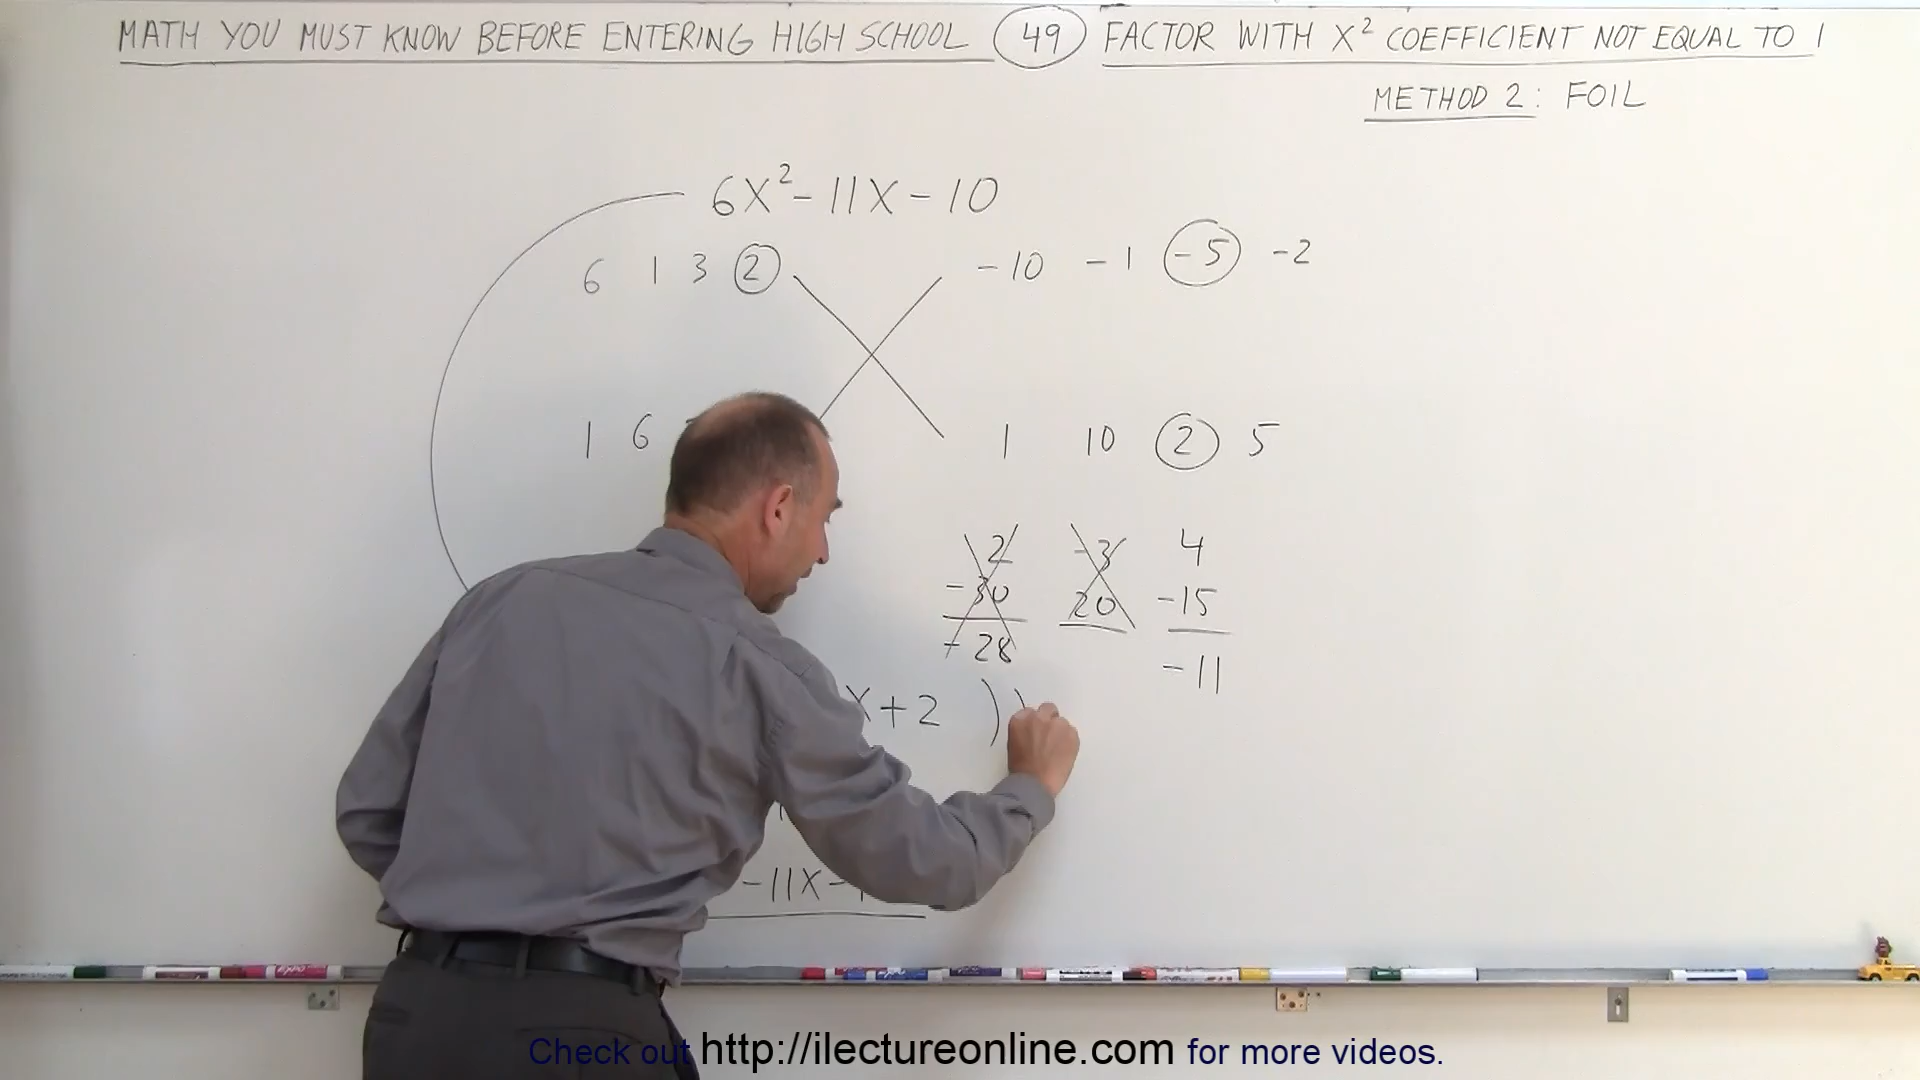 MATH YOU MUST KNOW BEFORE ENTERING HIGH SCHOOL 49 FACTOR WITH X² COEFFICIENT NOT EQUAL TO 1
METHOD 2: FOIL
6X² - 11X - 10
6 1 3 2 -10 -1 -5 -2
1 6 1 10 2 5
2 -3 4
-30 20 -15
-28 -11
X + 2 ) )
-11X -
Check out http://ilectureonline.com for more videos.